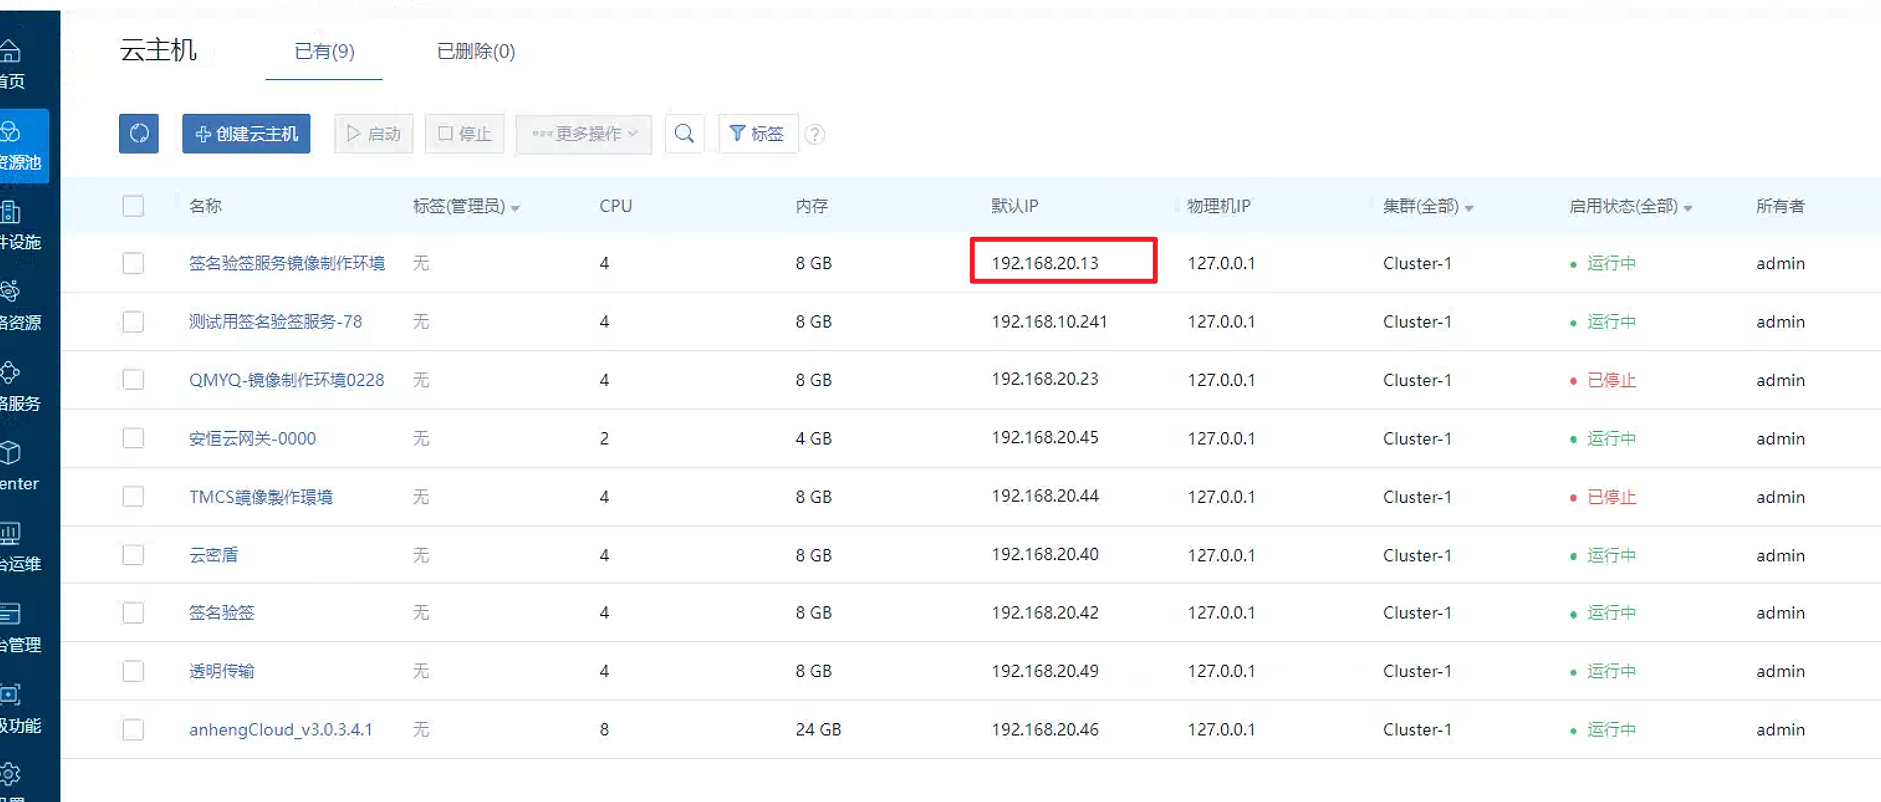 首页
资源池
件设施
络资源
络服务
enter
台运维
台管理
级功能
云主机 已有(9) 已删除(0)
创建云主机 启动 停止 更多操作 标签 ?
名称 标签(管理员) CPU 内存 默认IP 物理机IP 集群(全部) 启用状态(全部) 所有者
签名验签服务镜像制作环境 无 4 8 GB 192.168.20.13 127.0.0.1 Cluster-1 运行中 admin
测试用签名验签服务-78 无 4 8 GB 192.168.10.241 127.0.0.1 Cluster-1 运行中 admin
QMYQ-镜像制作环境0228 无 4 8 GB 192.168.20.23 127.0.0.1 Cluster-1 已停止 admin
安恒云网关-0000 无 2 4 GB 192.168.20.45 127.0.0.1 Cluster-1 运行中 admin
TMCS鏡像製作環境 无 4 8 GB 192.168.20.44 127.0.0.1 Cluster-1 已停止 admin
云密盾 无 4 8 GB 192.168.20.40 127.0.0.1 Cluster-1 运行中 admin
签名验签 无 4 8 GB 192.168.20.42 127.0.0.1 Cluster-1 运行中 admin
透明传输 无 4 8 GB 192.168.20.49 127.0.0.1 Cluster-1 运行中 admin
anhengCloud_v3.0.3.4.1 无 8 24 GB 192.168.20.46 127.0.0.1 Cluster-1 运行中 admin